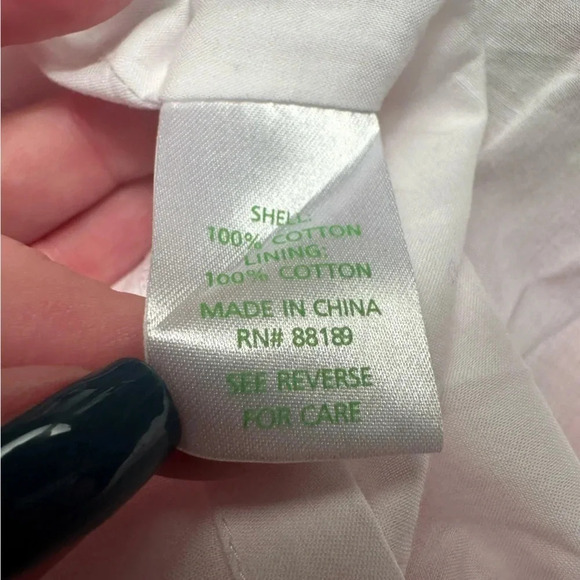 SHELL:
100% COTTON
LINING:
100% COTTON
MADE IN CHINA
RN# 88189
SEE REVERSE
FOR CARE